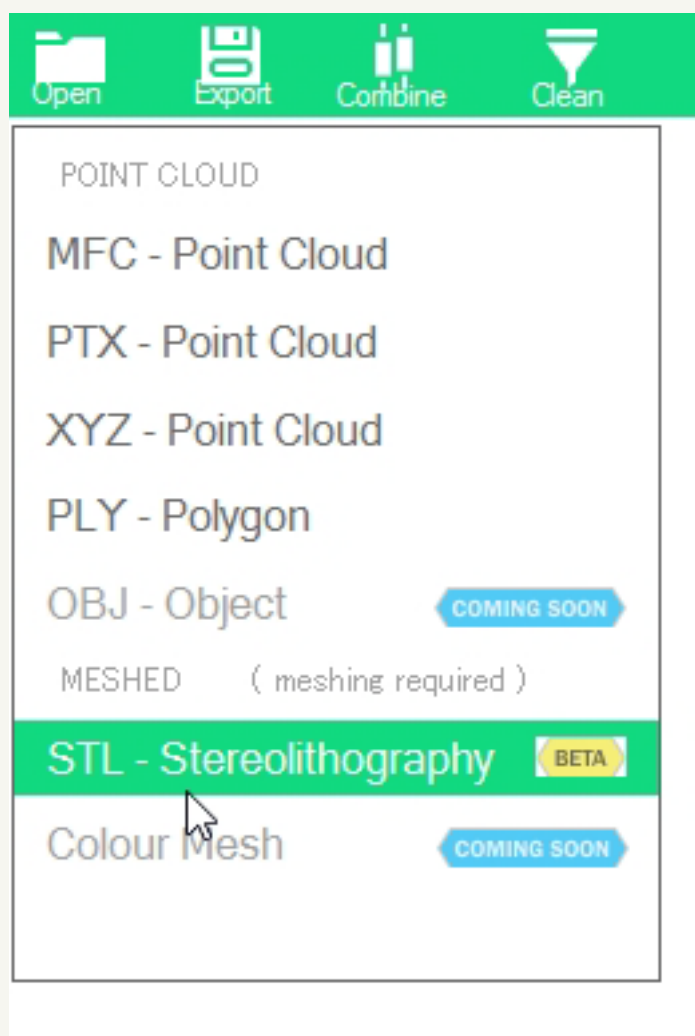 Open Export Combine Clean
POINT CLOUD
MFC - Point Cloud
PTX - Point Cloud
XYZ - Point Cloud
PLY - Polygon
OBJ - Object COMING SOON
MESHED ( meshing required )
STL - Stereolithography BETA
Colour Mesh COMING SOON